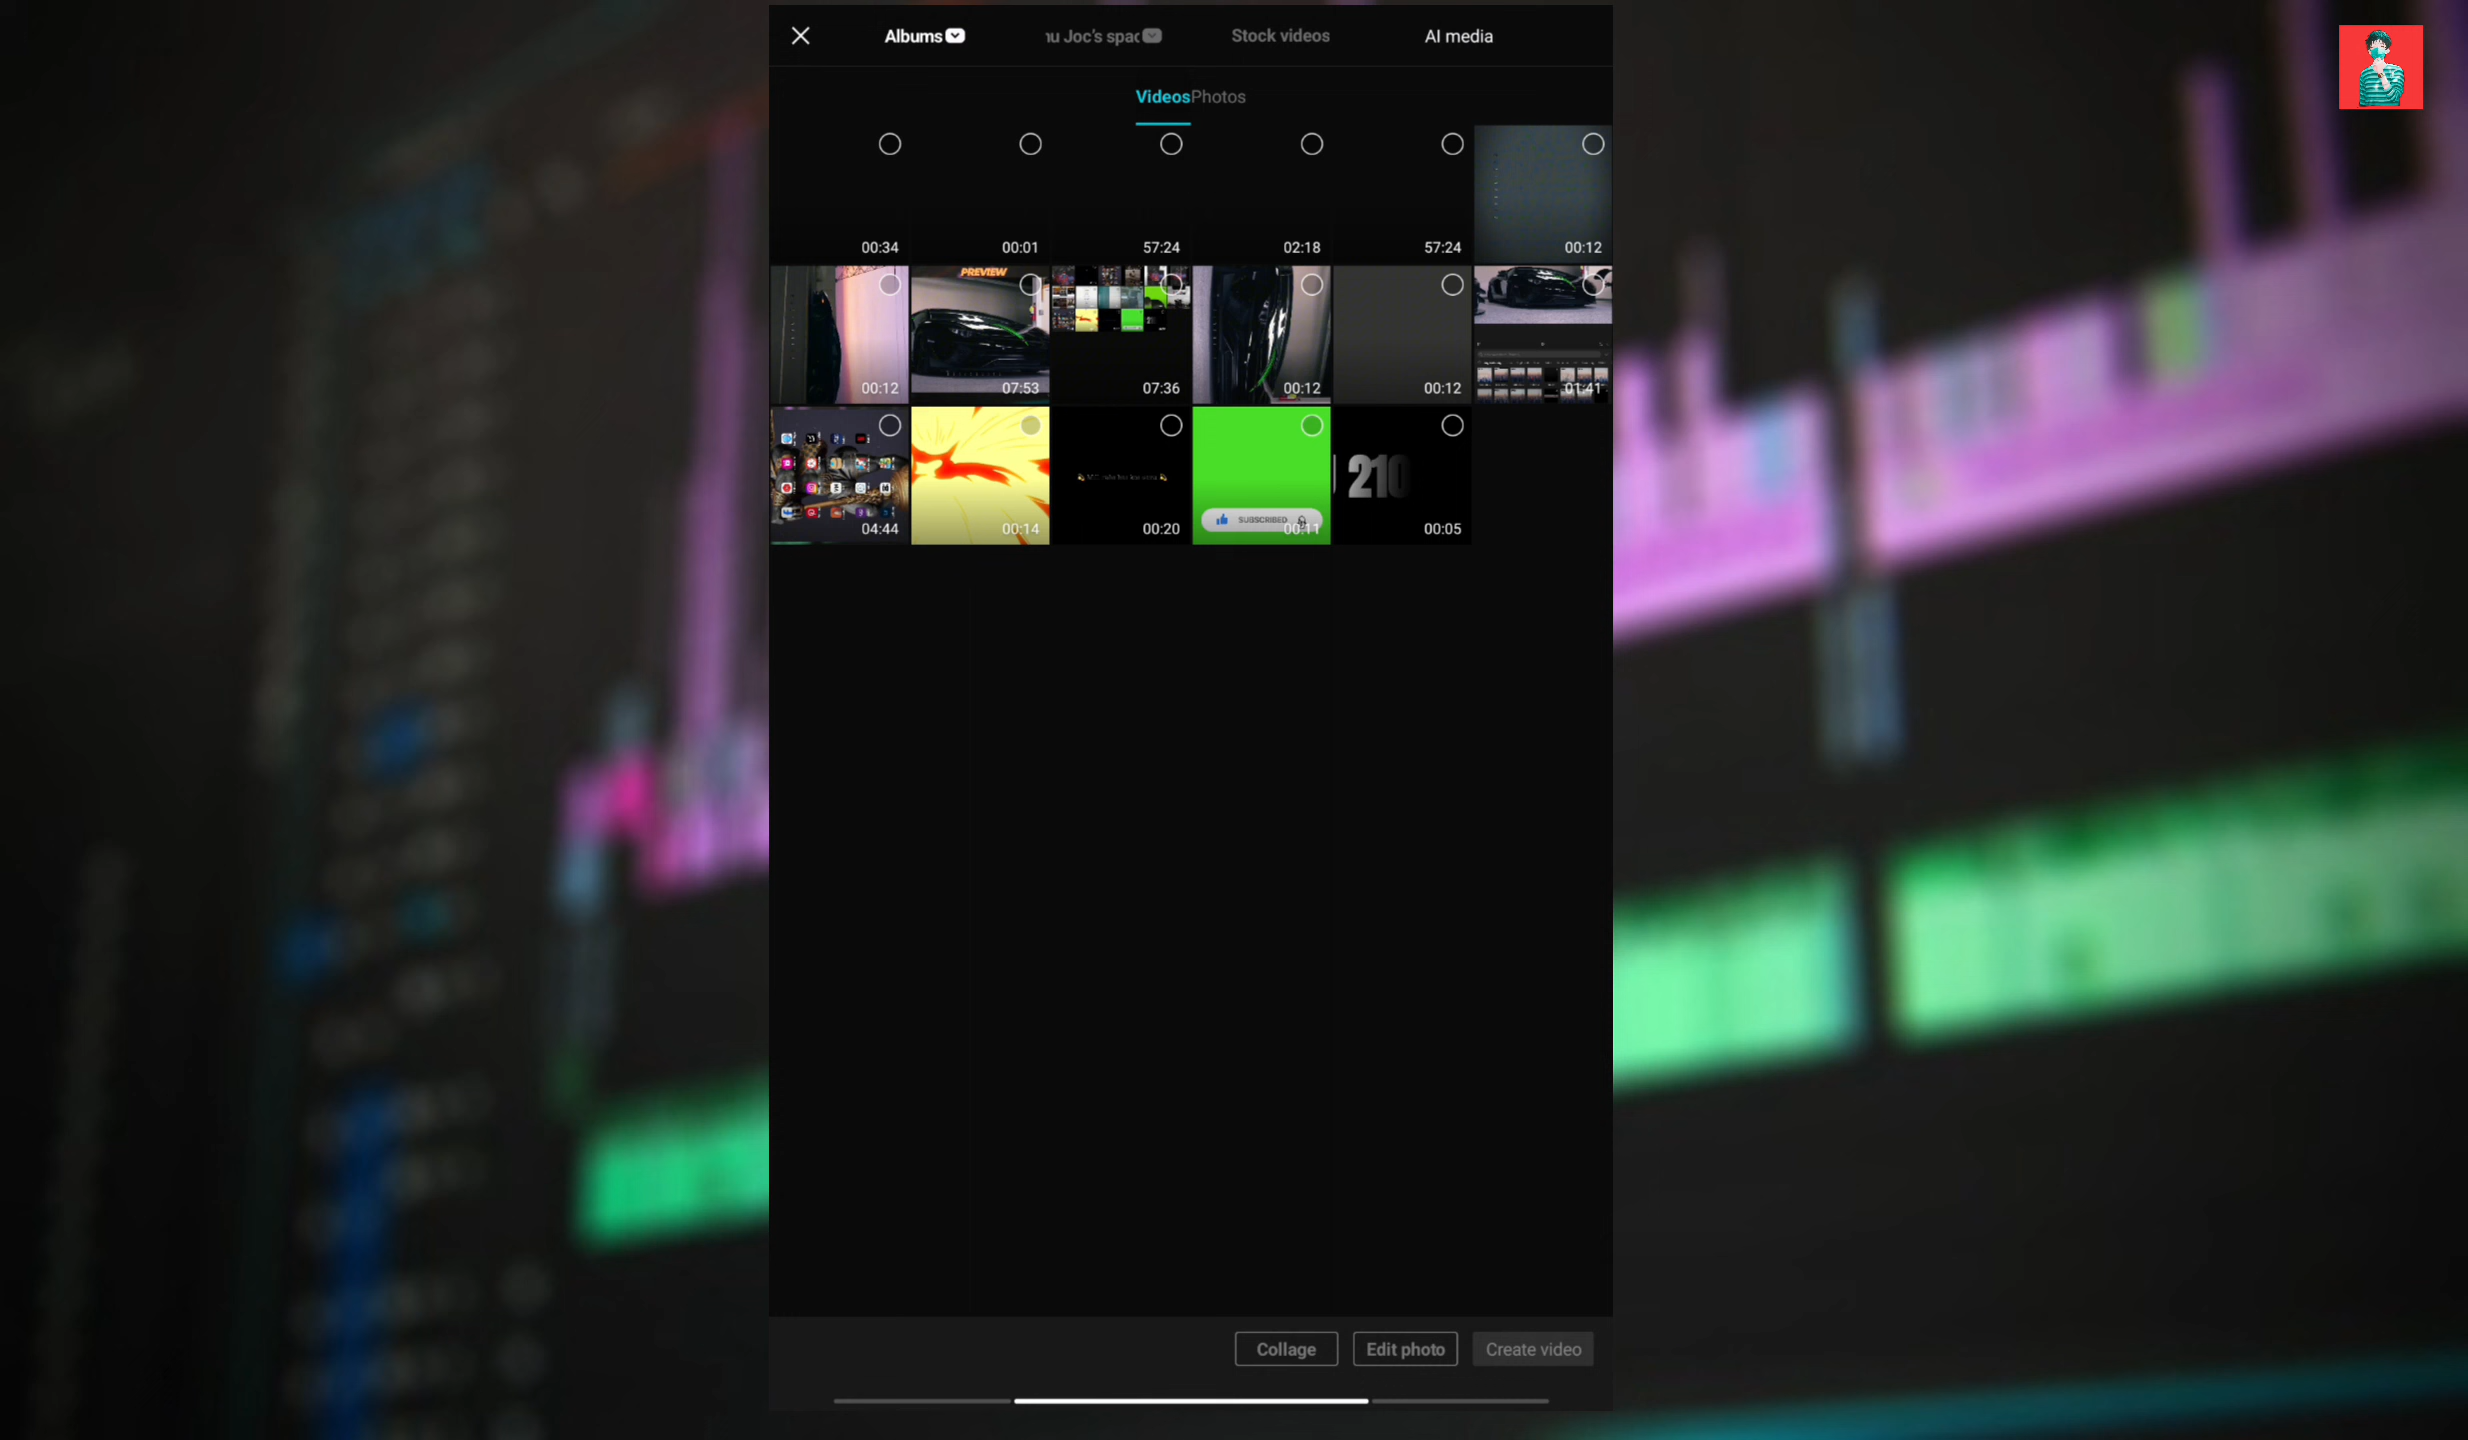 Albums
Joc's spac
Stock videos
AI media
Videos
Photos
00:34
00:01
57:24
02:18
57:24
00:12
PREVIEW
00:12
07:53
07:36
00:12
00:12
01:41
210
SUBSCRIBED
04:44
00:14
00:20
00:11
00:05
Collage
Edit photo
Create video